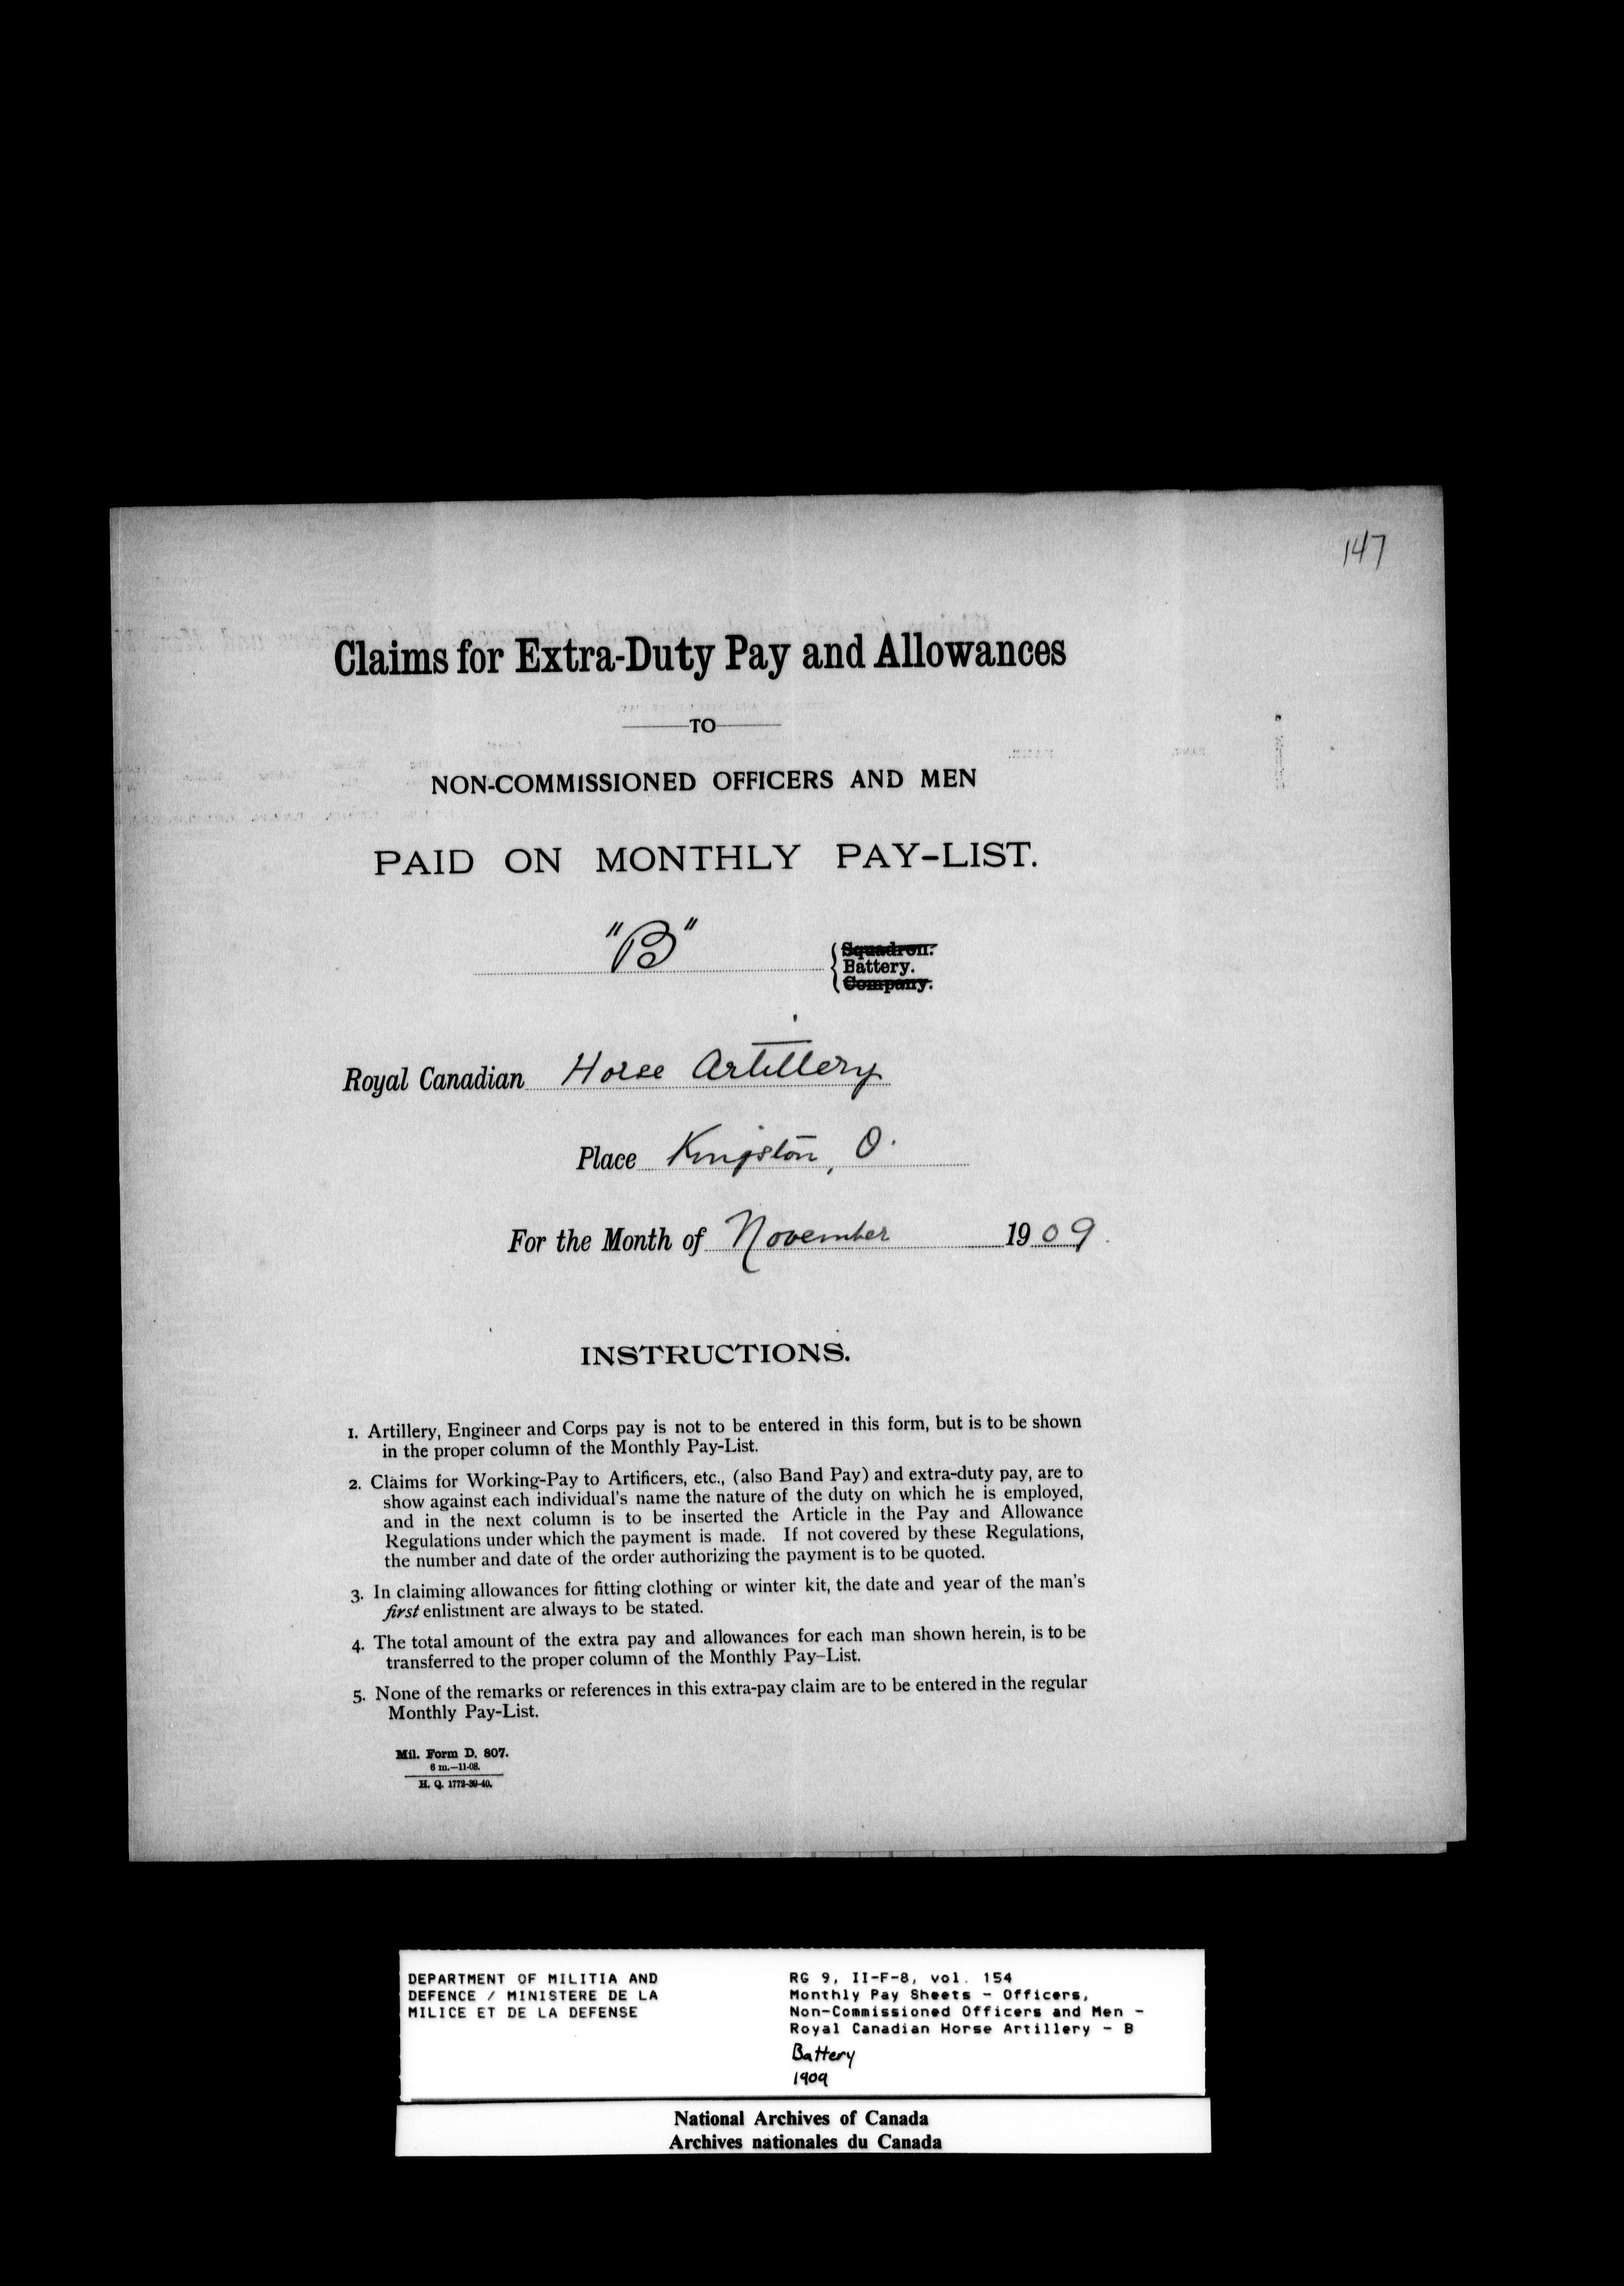 147
Claims for Extra-Duty Pay and Allowances
TO
NON-COMMISSIONED OFFICERS AND MEN
PAID ON MONTHLY PAY-LIST.
"B"
Squadron.
Battery.
Company.
Royal Canadian Horse Artillery
Place Kingston, O.
For the Month of November 1909.
INSTRUCTIONS.
1. Artillery, Engineer and Corps pay is not to be entered in this form, but is to be shown
in the proper column of the Monthly Pay-List.
2. Claims for Working-Pay to Artificers, etc., (also Band Pay) and extra-duty pay, are to
show against each individual's name the nature of the duty on which he is employed,
and in the next column is to be inserted the Article in the Pay and Allowance
Regulations under which the payment is made. If not covered by these Regulations,
the number and date of the order authorizing the payment is to be quoted.
3. In claiming allowances for fitting clothing or winter kit, the date and year of the man's
first enlistment are always to be stated.
4. The total amount of the extra pay and allowances for each man shown herein, is to be
transferred to the proper column of the Monthly Pay-List.
5. None of the remarks or references in this extra-pay claim are to be entered in the regular
Monthly Pay-List.
Mil. Form D. 807.
6 m.—11-08.
H. Q. 1772-39-40.
DEPARTMENT OF MILITIA AND
DEFENCE / MINISTERE DE LA
MILICE ET DE LA DEFENSE
RG 9, II-F-8, vol. 154
Monthly Pay Sheets - Officers,
Non-Commissioned Officers and Men -
Royal Canadian Horse Artillery - B
Battery
1909
National Archives of Canada
Archives nationales du Canada